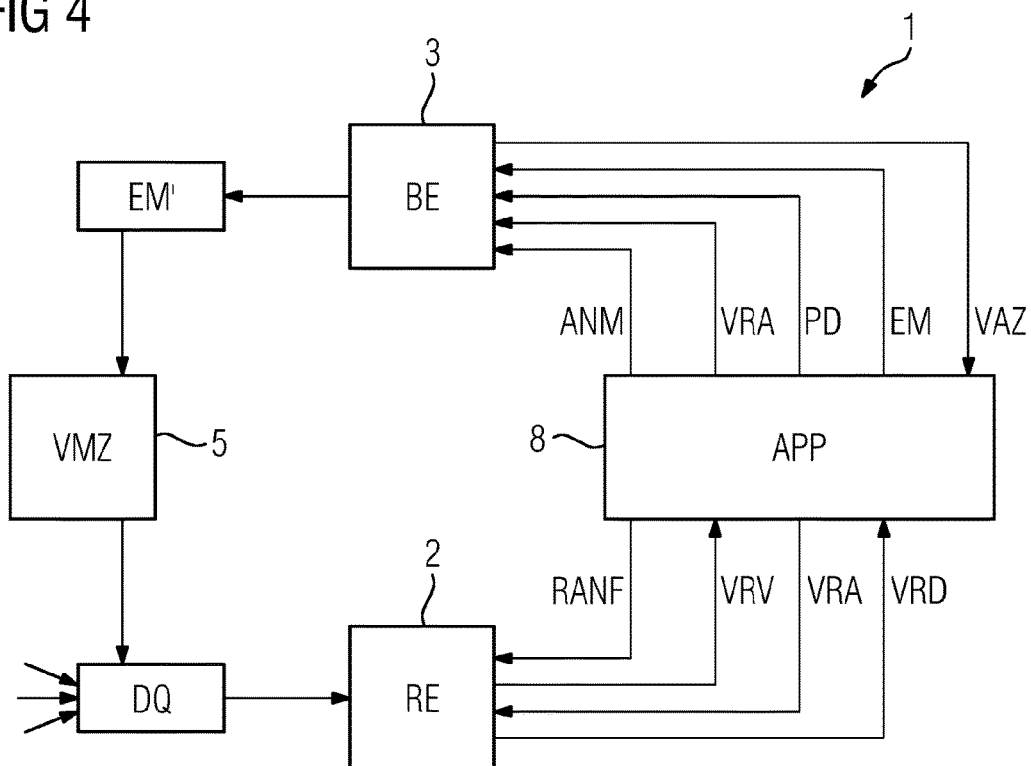 FIG 4
1
3
EM'
BE
ANM
VRA
PD
EM
VAZ
VMZ
5
8
APP
2
RANF
VRV
VRA
VRD
DQ
RE